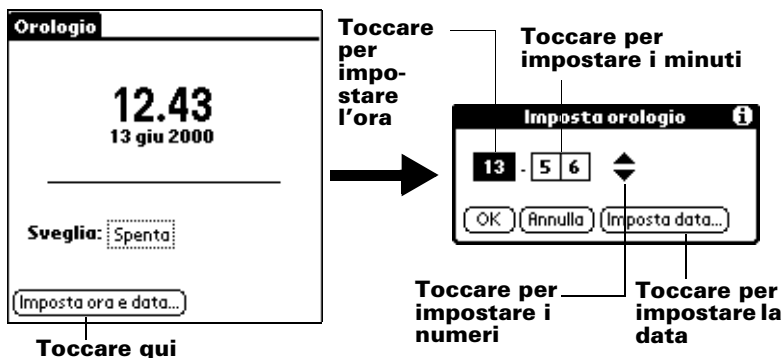 Orologio
12.43
13 giu 2000
Sveglia: Spenta
Imposta ora e data...
Toccare qui
Toccare
per
impo-
stare
l'ora
Toccare per
impostare i minuti
Imposta orologio
13 . 5 6
OK Annulla Imposta data...
Toccare per
impostare i
numeri
Toccare per
impostare la
data